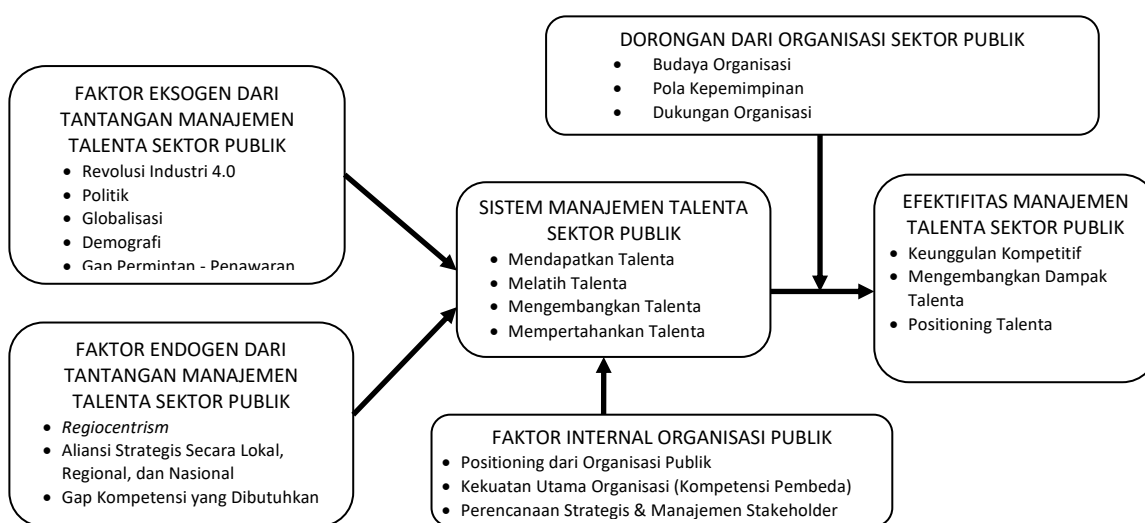 DORONGAN DARI ORGANISASI SEKTOR PUBLIK
• Budaya Organisasi
• Pola Kepemimpinan
• Dukungan Organisasi
FAKTOR EKSOGEN DARI
TANTANGAN MANAJEMEN
TALENTA SEKTOR PUBLIK
• Revolusi Industri 4.0
• Politik
• Globalisasi
• Demografi
• Gap Permintan - Penawaran
SISTEM MANAJEMEN TALENTA
SEKTOR PUBLIK
• Mendapatkan Talenta
• Melatih Talenta
• Mengembangkan Talenta
• Mempertahankan Talenta
EFEKTIFITAS MANAJEMEN
TALENTA SEKTOR PUBLIK
• Keunggulan Kompetitif
• Mengembangkan Dampak
Talenta
• Positioning Talenta
FAKTOR ENDOGEN DARI
TANTANGAN MANAJEMEN
TALENTA SEKTOR PUBLIK
• Regiocentrism
• Aliansi Strategis Secara Lokal,
Regional, dan Nasional
• Gap Kompetensi yang Dibutuhkan
FAKTOR INTERNAL ORGANISASI PUBLIK
• Positioning dari Organisasi Publik
• Kekuatan Utama Organisasi (Kompetensi Pembeda)
• Perencanaan Strategis & Manajemen Stakeholder